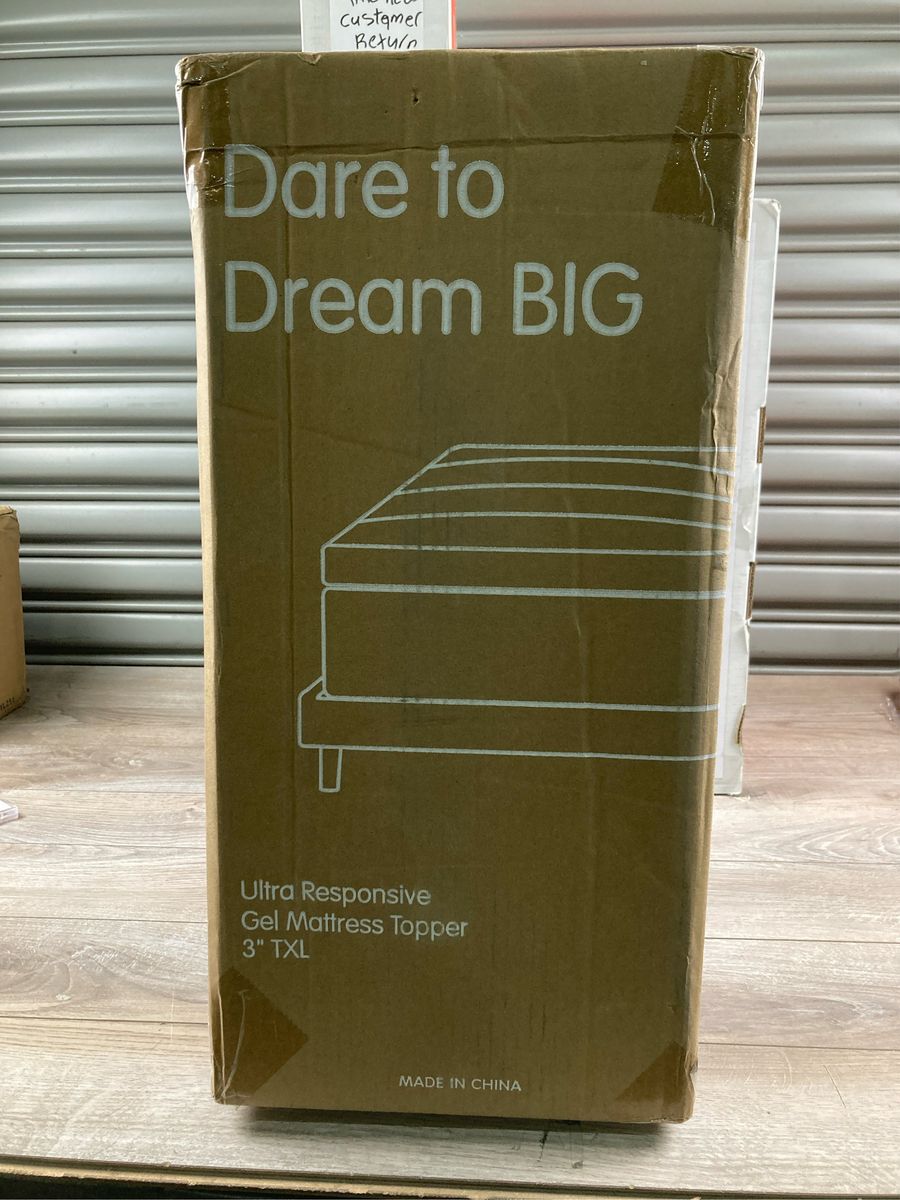 customer
Return
Dare to
Dream BIG
Ultra Responsive
Gel Mattress Topper
3" TXL
MADE IN CHINA